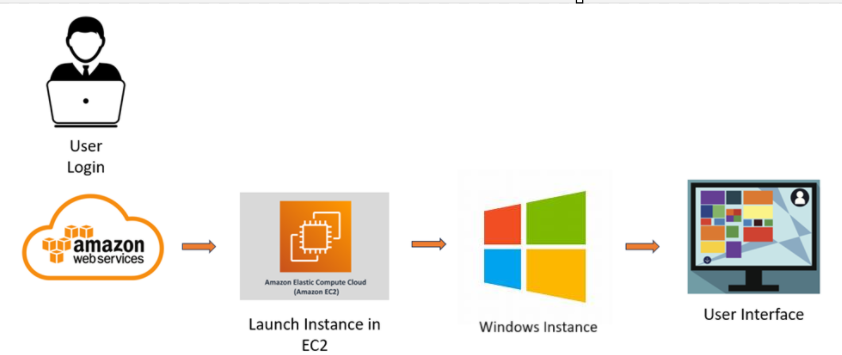 User
Login
amazon
webservices
Amazon Elastic Compute Cloud
(Amazon EC2)
Launch Instance in
EC2
Windows Instance
User Interface